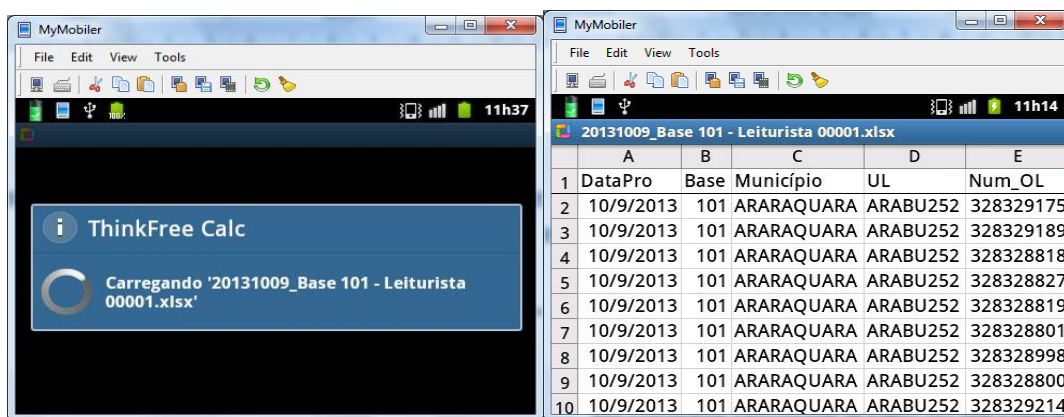 MyMobiler
File Edit View Tools
100%
11h37
ThinkFree Calc
Carregando '20131009_Base 101 - Leiturista
00001.xlsx'
MyMobiler
File Edit View Tools
11h14
20131009_Base 101 - Leiturista 00001.xlsx
A B C D E
1 DataPro Base Município UL Num_OL
2 10/9/2013 101 ARARAQUARA ARABU252 328329175
3 10/9/2013 101 ARARAQUARA ARABU252 328329189
4 10/9/2013 101 ARARAQUARA ARABU252 328328818
5 10/9/2013 101 ARARAQUARA ARABU252 328328827
6 10/9/2013 101 ARARAQUARA ARABU252 328328819
7 10/9/2013 101 ARARAQUARA ARABU252 328328801
8 10/9/2013 101 ARARAQUARA ARABU252 328328998
9 10/9/2013 101 ARARAQUARA ARABU252 328328800
10 10/9/2013 101 ARARAQUARA ARABU252 328329214